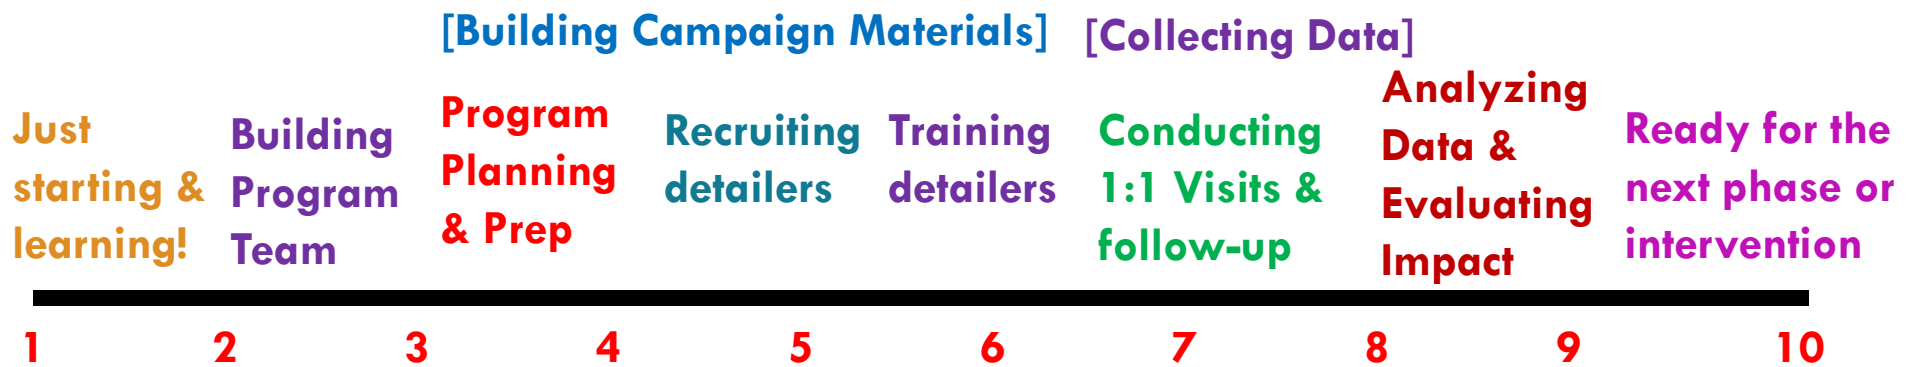 [Building Campaign Materials]
[Collecting Data]
Just
starting &
learning!
Building
Program
Team
Program
Planning
& Prep
Recruiting
detailers
Training
detailers
Conducting
1:1 Visits &
follow-up
Analyzing
Data &
Evaluating
Impact
Ready for the
next phase or
intervention
1 2 3 4 5 6 7 8 9 10